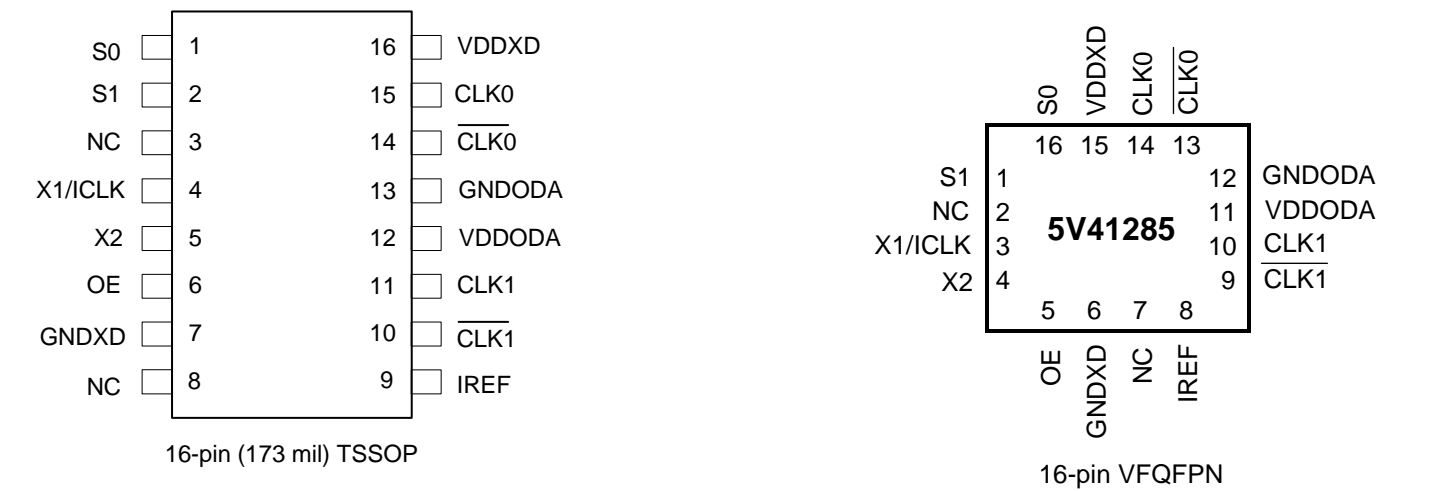 S0 1 16 VDDXD
S1 2 15 CLK0
NC 3 14 CLK0
X1/ICLK 4 13 GNDODA
X2 5 12 VDDODA
OE 6 11 CLK1
GNDXD 7 10 CLK1
NC 8 9 IREF
16-pin (173 mil) TSSOP
S0 VDDXD CLK0 CLK0
16 15 14 13
S1 1 12 GNDODA
NC 2 11 VDDODA
5V41285
X1/ICLK 3 10 CLK1
X2 4 9 CLK1
5 6 7 8
OE GNDXD NC IREF
16-pin VFQFPN